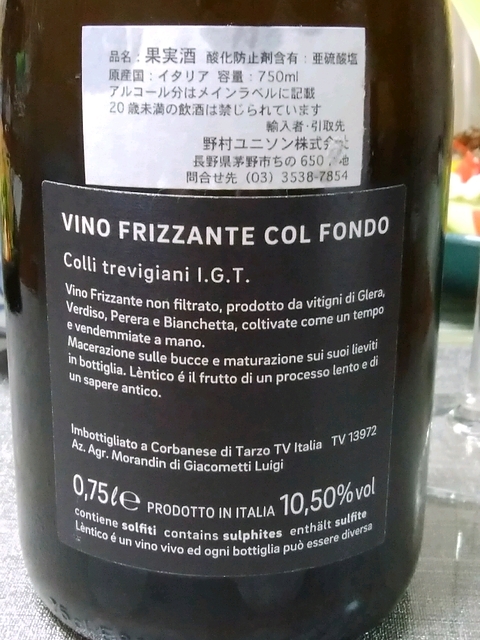 品名：果実酒 酸化防止剤含有：亜硫酸塩
原産国：イタリア 容量：750ml
アルコール分はメインラベルに記載
20歳未満の飲酒は禁じられています
輸入者・引取先
野村ユニソン株式会社
長野県茅野市ちの650 地
問合せ先（03）3538-7854
VINO FRIZZANTE COL FONDO
Colli trevigiani I.G.T.
Vino Frizzante non filtrato, prodotto da vitigni di Glera,
Verdiso, Perera e Bianchetta, coltivate come un tempo
e vendemmiate a mano.
Macerazione sulle bucce e maturazione sui suoi lieviti
in bottiglia. Lèntico é il frutto di un processo lento e di
un sapere antico.
Imbottigliato a Corbanese di Tarzo TV Italia TV 13972
Az. Agr. Morandin di Giacometti Luigi
0,75ℓ℮ PRODOTTO IN ITALIA 10,50%vol
contiene solfiti contains sulphites enthält sulfite
Lèntico é un vino vivo ed ogni bottiglia può essere diversa